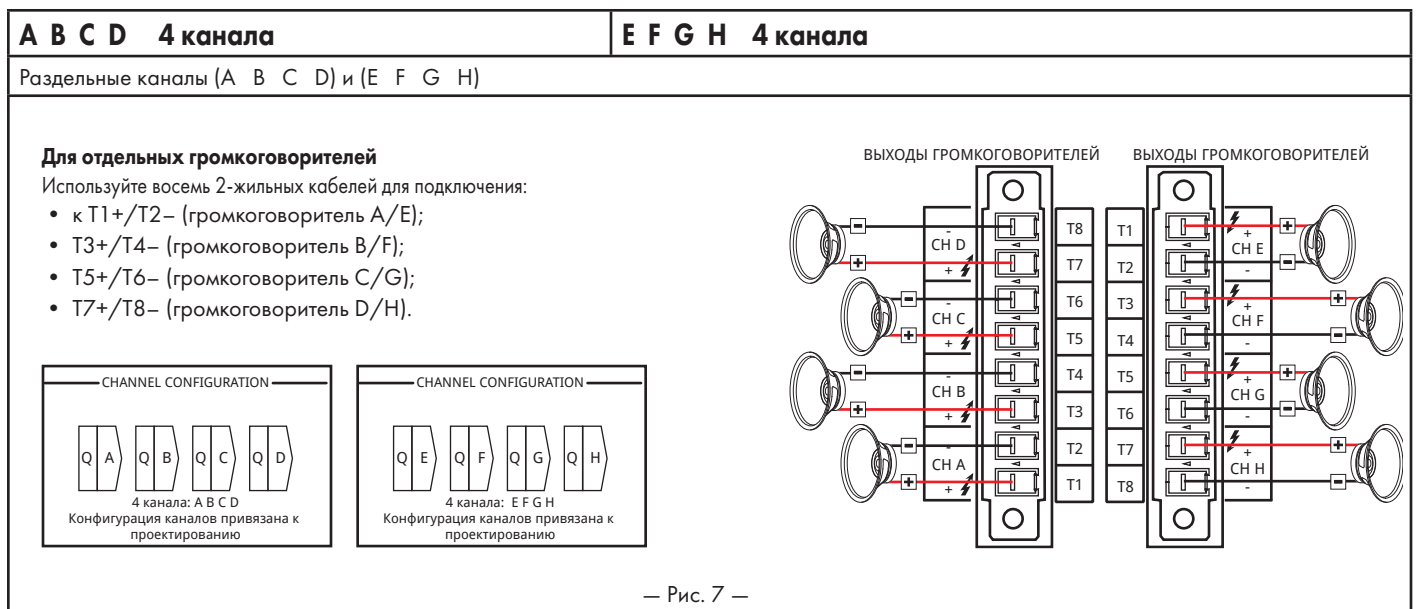 A B C D 4 канала
E F G H 4 канала
Раздельные каналы (A B C D) и (E F G H)
Для отдельных громкоговорителей
Используйте восемь 2-жильных кабелей для подключения:
• к T1+/T2– (громкоговоритель A/E);
• T3+/T4– (громкоговоритель B/F);
• T5+/T6– (громкоговоритель C/G);
• T7+/T8– (громкоговоритель D/H).
CHANNEL CONFIGURATION
Q A Q B Q C Q D
4 канала: A B C D
Конфигурация каналов привязана к
проектированию
CHANNEL CONFIGURATION
Q E Q F Q G Q H
4 канала: E F G H
Конфигурация каналов привязана к
проектированию
ВЫХОДЫ ГРОМКОГОВОРИТЕЛЕЙ
- - T8
CH D
+ + T7
- - T6
CH C
+ + T5
- - T4
CH B
+ + T3
- - T2
CH A
+ + T1
ВЫХОДЫ ГРОМКОГОВОРИТЕЛЕЙ
T1 + +
CH E
T2 - -
T3 + +
CH F
T4 - -
T5 + +
CH G
T6 - -
T7 + +
CH H
T8 - -
— Рис. 7 —